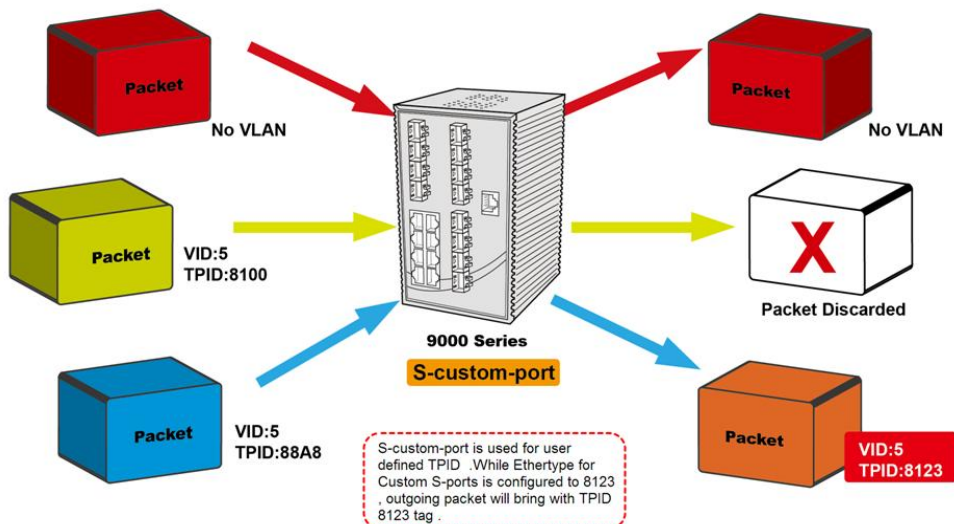 Packet
No VLAN
Packet
No VLAN
Packet
VID:5
TPID:8100
X
Packet Discarded
9000 Series
S-custom-port
Packet
VID:5
TPID:88A8
S-custom-port is used for user
defined TPID .While Ethertype for
Custom S-ports is configured to 8123
, outgoing packet will bring with TPID
8123 tag .
Packet
VID:5
TPID:8123